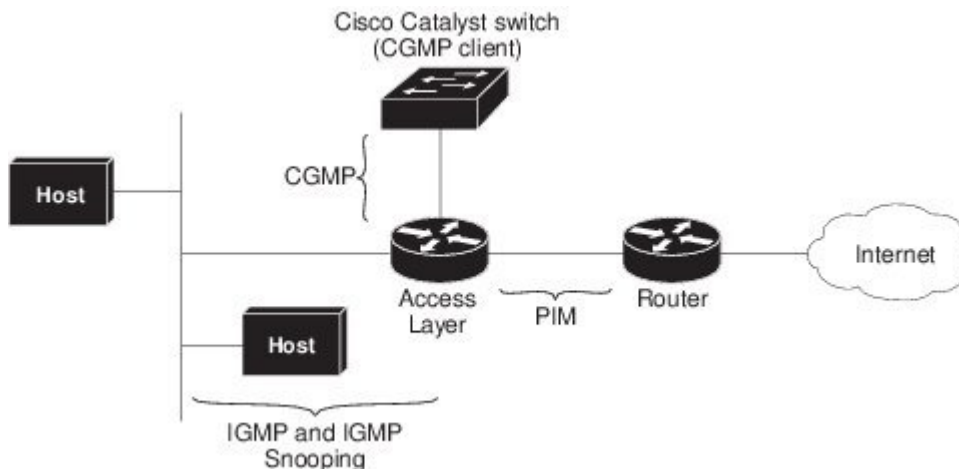 Cisco Catalyst switch
(CGMP client)
Host
CGMP
Internet
Access
Layer
PIM
Router
Host
IGMP and IGMP
Snooping